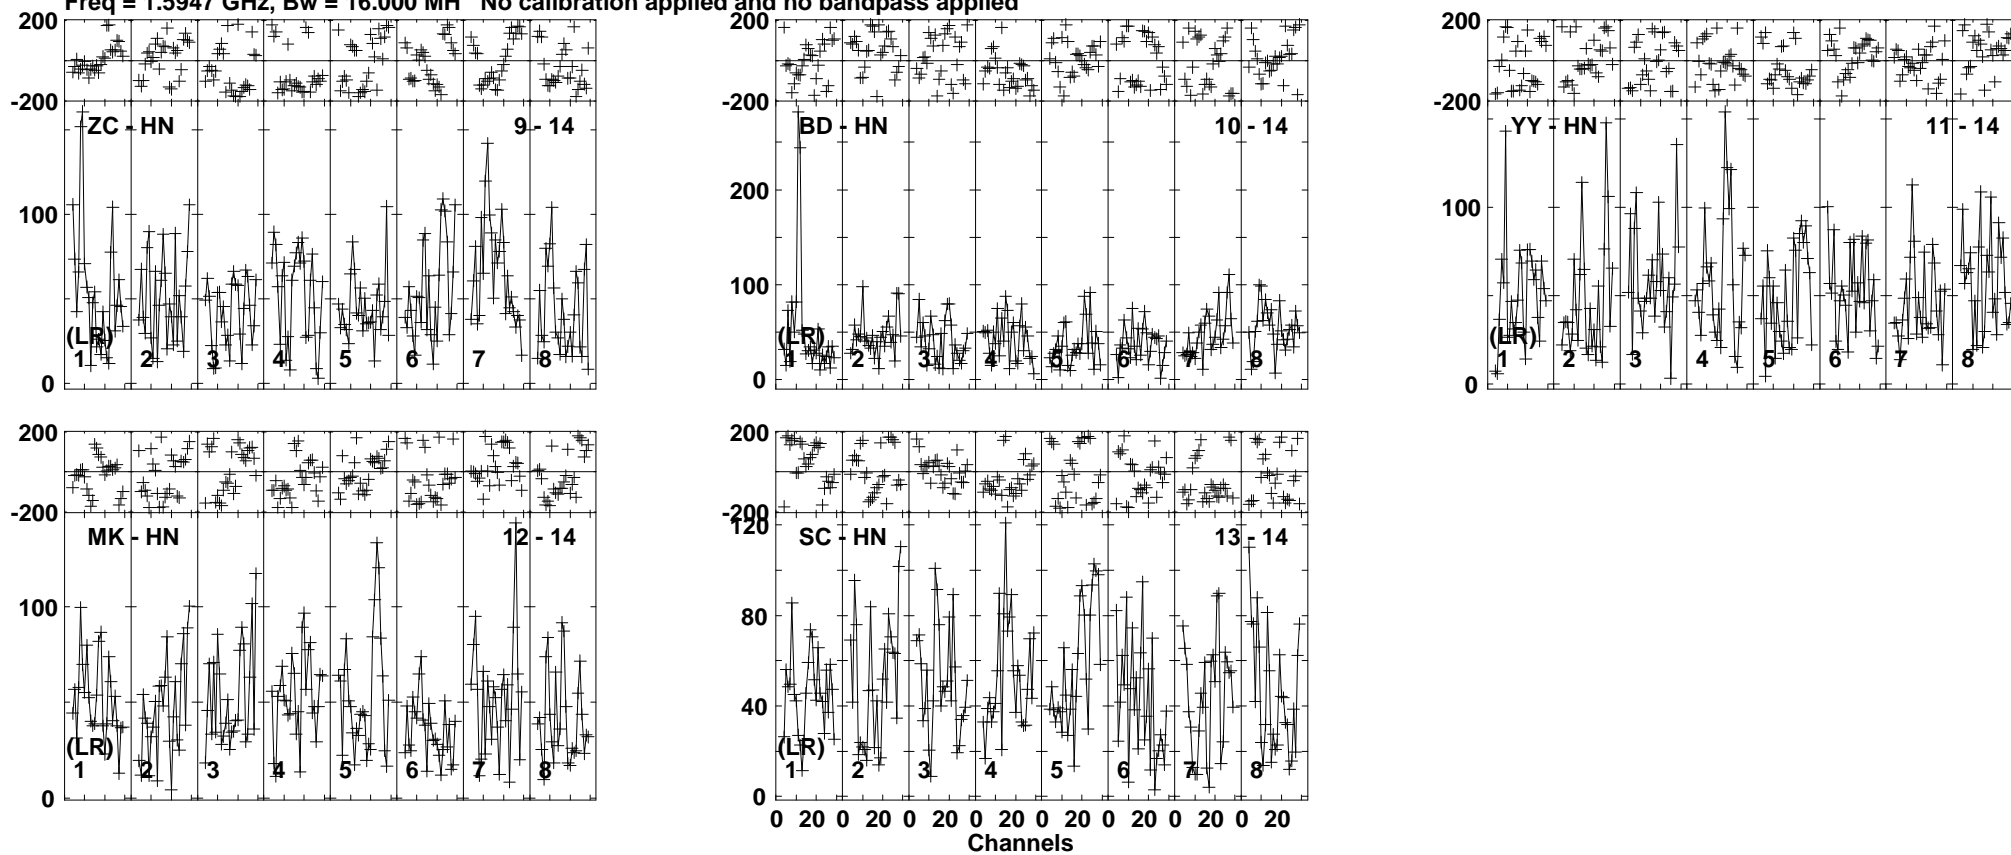 Freq = 1.5947 GHz, Bw = 16.000 MH No calibration applied and no bandpass applied
200
-200
ZC - HN 9 - 14
100
(LR)
1 2 3 4 5 6 7 8
0
200
-200
BD - HN 10 - 14
200
100
(LR)
1 2 3 4 5 6 7 8
0
200
-200
YY - HN 11 - 14
100
(LR)
1 2 3 4 5 6 7 8
0
200
-200
MK - HN 12 - 14
100
(LR)
1 2 3 4 5 6 7 8
0
200
-200
120
SC - HN 13 - 14
80
40
(LR)
1 2 3 4 5 6 7 8
0
0 20 0 20 0 20 0 20 0 20 0 20 0 20 0 20
Channels